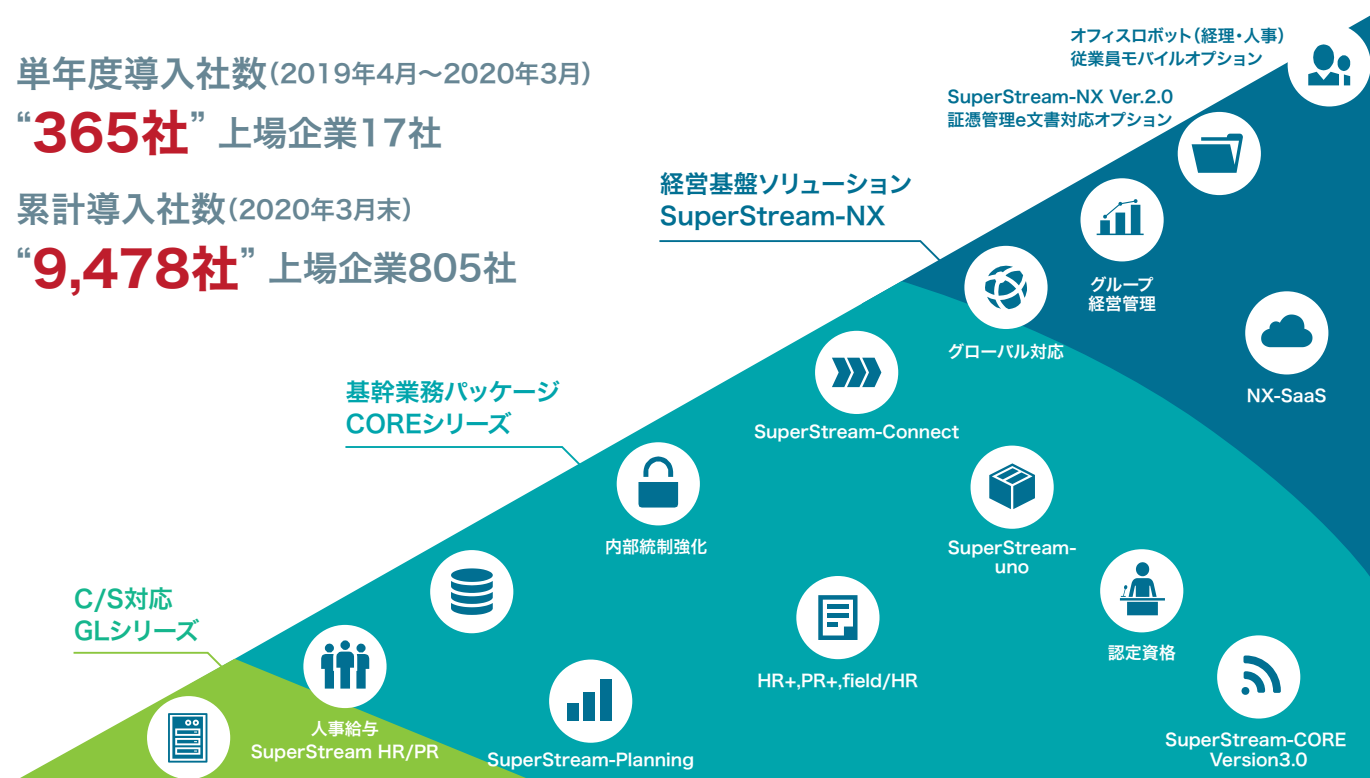 単年度導入社数(2019年4月～2020年3月)
“365社” 上場企業17社
累計導入社数(2020年3月末)
“9,478社” 上場企業805社
オフィスロボット(経理・人事)
従業員モバイルオプション
SuperStream-NX Ver.2.0
証憑管理e文書対応オプション
経営基盤ソリューション
SuperStream-NX
グループ
経営管理
グローバル対応
NX-SaaS
基幹業務パッケージ
COREシリーズ
SuperStream-Connect
内部統制強化
SuperStream-
uno
C/S対応
GLシリーズ
認定資格
HR+,PR+,field/HR
人事給与
SuperStream HR/PR
SuperStream-Planning
SuperStream-CORE
Version3.0